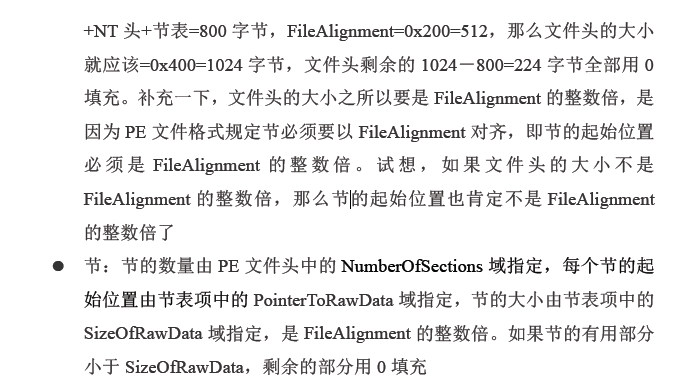 +NT 头+节表=800 字节，FileAlignment=0x200=512，那么文件头的大小
就应该=0x400=1024 字节，文件头剩余的 1024－800=224 字节全部用 0
填充。补充一下，文件头的大小之所以要是 FileAlignment 的整数倍，是
因为 PE 文件格式规定节必须要以 FileAlignment 对齐，即节的起始位置
必须是 FileAlignment 的整数倍。试想，如果文件头的大小不是
FileAlignment 的整数倍，那么节的起始位置也肯定不是 FileAlignment
的整数倍了
● 节：节的数量由 PE 文件头中的 NumberOfSections 域指定，每个节的起
始位置由节表项中的 PointerToRawData 域指定，节的大小由节表项中的
SizeOfRawData 域指定，是 FileAlignment 的整数倍。如果节的有用部分
小于 SizeOfRawData，剩余的部分用 0 填充